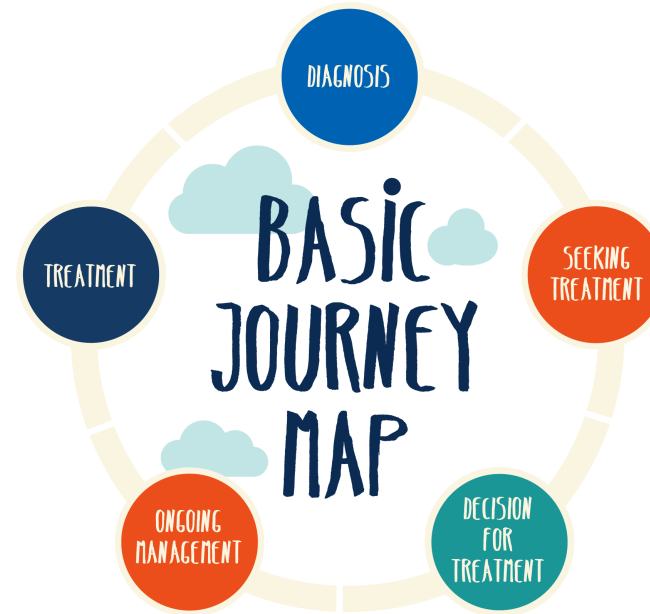 DIAGNOSIS
SEEKING
TREATMENT
DECISION
FOR
TREATMENT
ONGOING
MANAGEMENT
TREATMENT
BASIC
JOURNEY
MAP